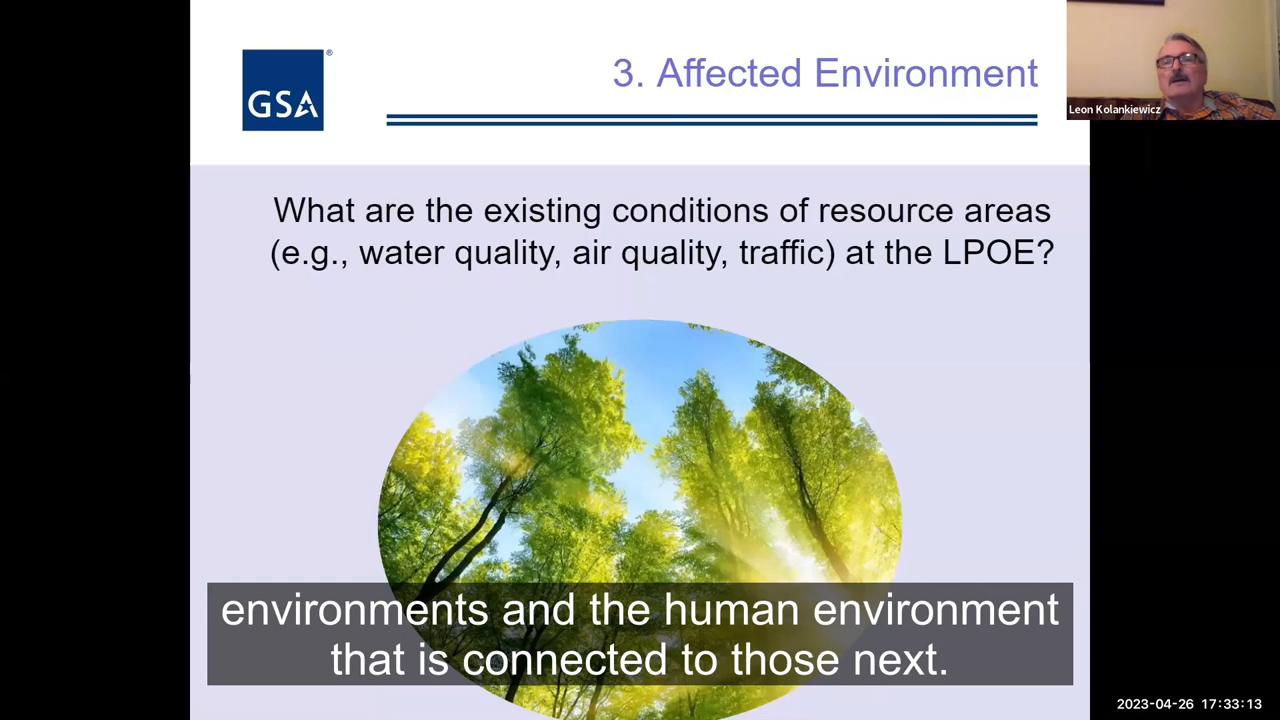 GSA
®
3. Affected Environment
Leon Kolankiewicz
What are the existing conditions of resource areas
(e.g., water quality, air quality, traffic) at the LPOE?
environments and the human environment
that is connected to those next.
2023-04-26 17:33:13